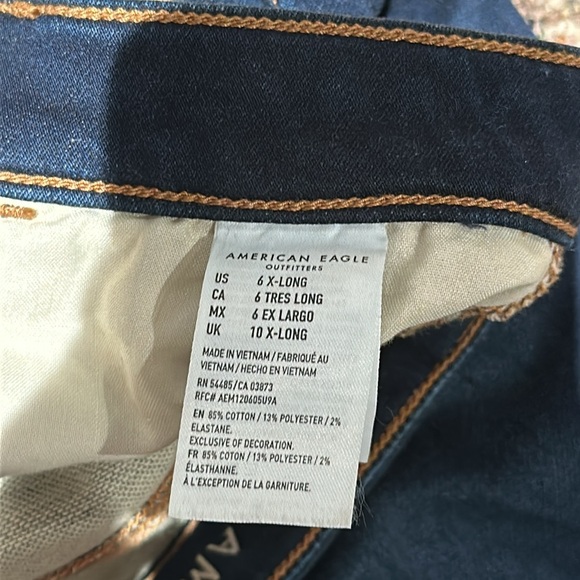 AMERICAN EAGLE
OUTFITTERS
US 6 X-LONG
CA 6 TRES LONG
MX 6 EX LARGO
UK 10 X-LONG
MADE IN VIETNAM / FABRIQUÉ AU
VIETNAM / HECHO EN VIETNAM
RN 54485/CA 03873
RFC# AEM120605U9A
EN 85% COTTON / 13% POLYESTER / 2%
ELASTANE.
EXCLUSIVE OF DECORATION.
FR 85% COTON / 13% POLYESTER / 2%
ÉLASTHANNE.
À L'EXCEPTION DE LA GARNITURE.